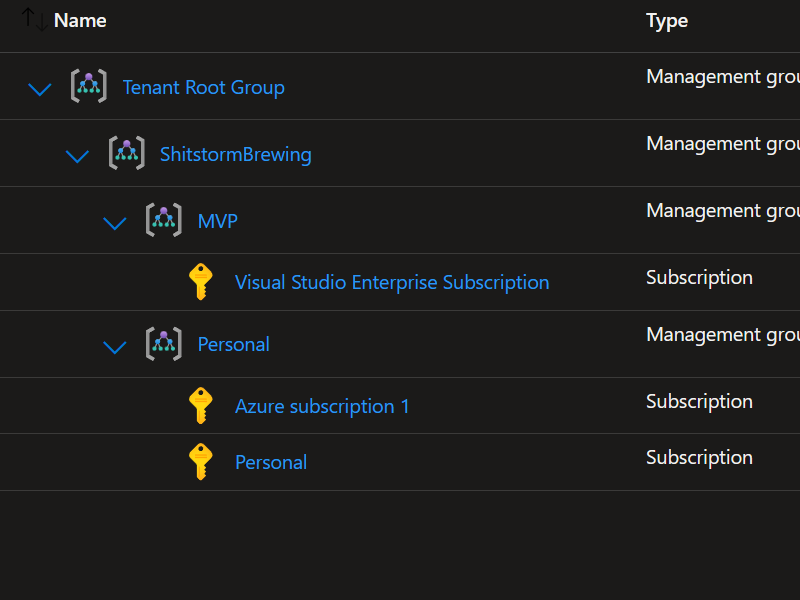 Name Type
Tenant Root Group Management grou
ShitstormBrewing Management grou
MVP Management grou
Visual Studio Enterprise Subscription Subscription
Personal Management grou
Azure subscription 1 Subscription
Personal Subscription